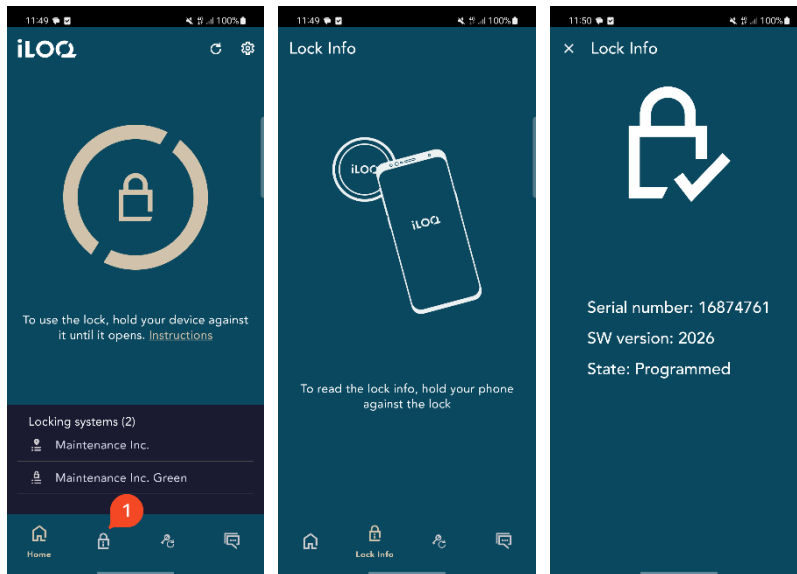 11:49
100%
iLOQ
To use the lock, hold your device against
it until it opens. Instructions
Locking systems (2)
Maintenance Inc.
Maintenance Inc. Green
1
Home
11:49
100%
Lock Info
iLOQ
iLOQ
To read the lock info, hold your phone
against the lock
Lock Info
11:50
100%
× Lock Info
Serial number: 16874761
SW version: 2026
State: Programmed